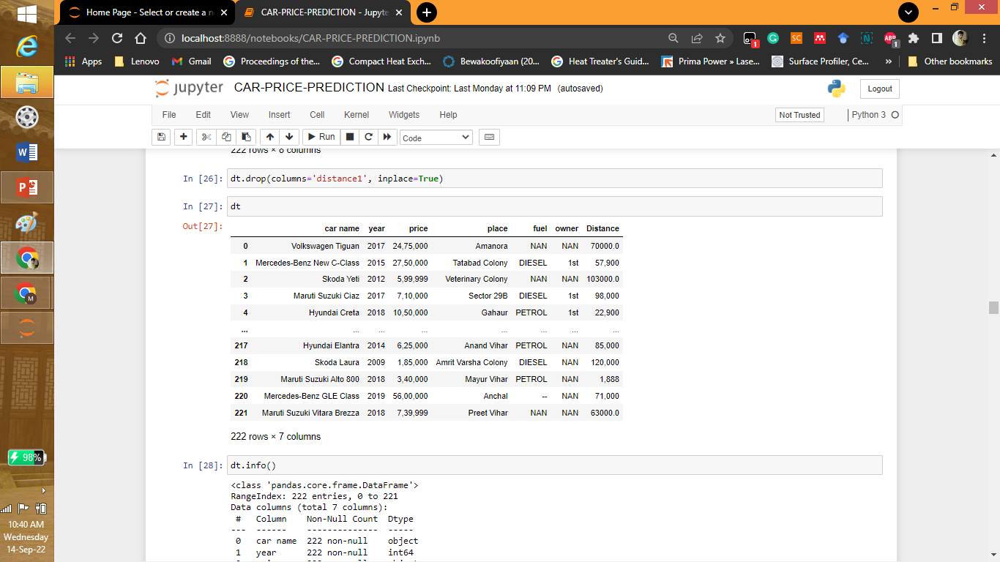 Home Page - Select or create a n
CAR-PRICE-PREDICTION - Jupyte
localhost:8888/notebooks/CAR-PRICE-PREDICTION.ipynb
1
SC
ABP
1
Apps
Lenovo
Gmail
Proceedings of the...
Compact Heat Exch...
Bewakoofiyaan (20...
Heat Treater's Guid...
Prima Power » Lase...
Surface Profiler, Ce...
»
Other bookmarks
jupyter CAR-PRICE-PREDICTION Last Checkpoint: Last Monday at 11:09 PM (autosaved)
Logout
File Edit View Insert Cell Kernel Widgets Help
Not Trusted
Python 3
Run
Code
222 rows × 8 columns
In [26]: dt.drop(columns='distance1', inplace=True)
In [27]: dt
Out[27]:
car name year price place fuel owner Distance
0 Volkswagen Tiguan 2017 24,75,000 Amanora NAN NAN 70000.0
1 Mercedes-Benz New C-Class 2015 27,50,000 Tatabad Colony DIESEL 1st 57,900
2 Skoda Yeti 2012 5,99,999 Veterinary Colony NAN NAN 103000.0
3 Maruti Suzuki Ciaz 2017 7,10,000 Sector 29B DIESEL 1st 98,000
4 Hyundai Creta 2018 10,50,000 Gahaur PETROL 1st 22,900
... ... ... ... ... ... ... ...
217 Hyundai Elantra 2014 6,25,000 Anand Vihar PETROL NAN 85,000
218 Skoda Laura 2009 1,85,000 Amrit Varsha Colony DIESEL NAN 120,000
219 Maruti Suzuki Alto 800 2018 3,40,000 Mayur Vihar PETROL NAN 1,888
220 Mercedes-Benz GLE Class 2019 56,00,000 Anchal -- NAN 71,000
221 Maruti Suzuki Vitara Brezza 2018 7,39,999 Preet Vihar NAN NAN 63000.0
222 rows × 7 columns
In [28]: dt.info()
<class 'pandas.core.frame.DataFrame'>
RangeIndex: 222 entries, 0 to 221
Data columns (total 7 columns):
# Column Non-Null Count Dtype
--- ------ -------------- -----
0 car name 222 non-null object
1 year 222 non-null int64
98%
10:40 AM
Wednesday
14-Sep-22